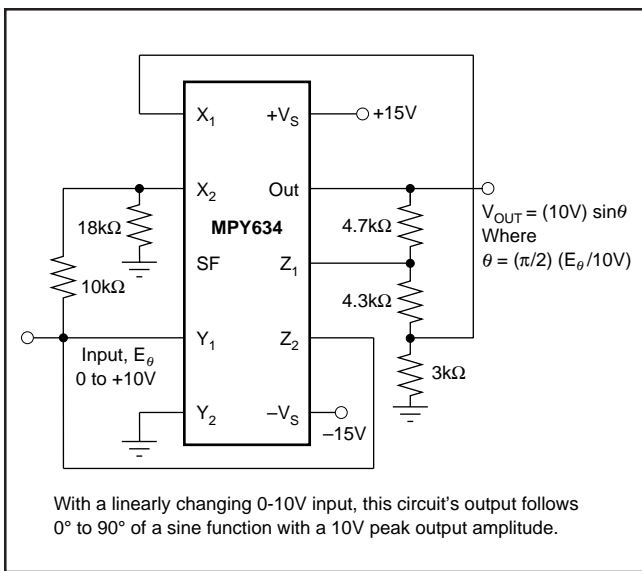 X1
+VS
+15V
X2
Out
18kΩ
MPY634
4.7kΩ
VOUT = (10V) sinθ
Where
θ = (π/2) (Eθ/10V)
SF
Z1
10kΩ
4.3kΩ
Y1
Z2
Input, Eθ
0 to +10V
3kΩ
Y2
–VS
–15V
With a linearly changing 0-10V input, this circuit's output follows
0° to 90° of a sine function with a 10V peak output amplitude.